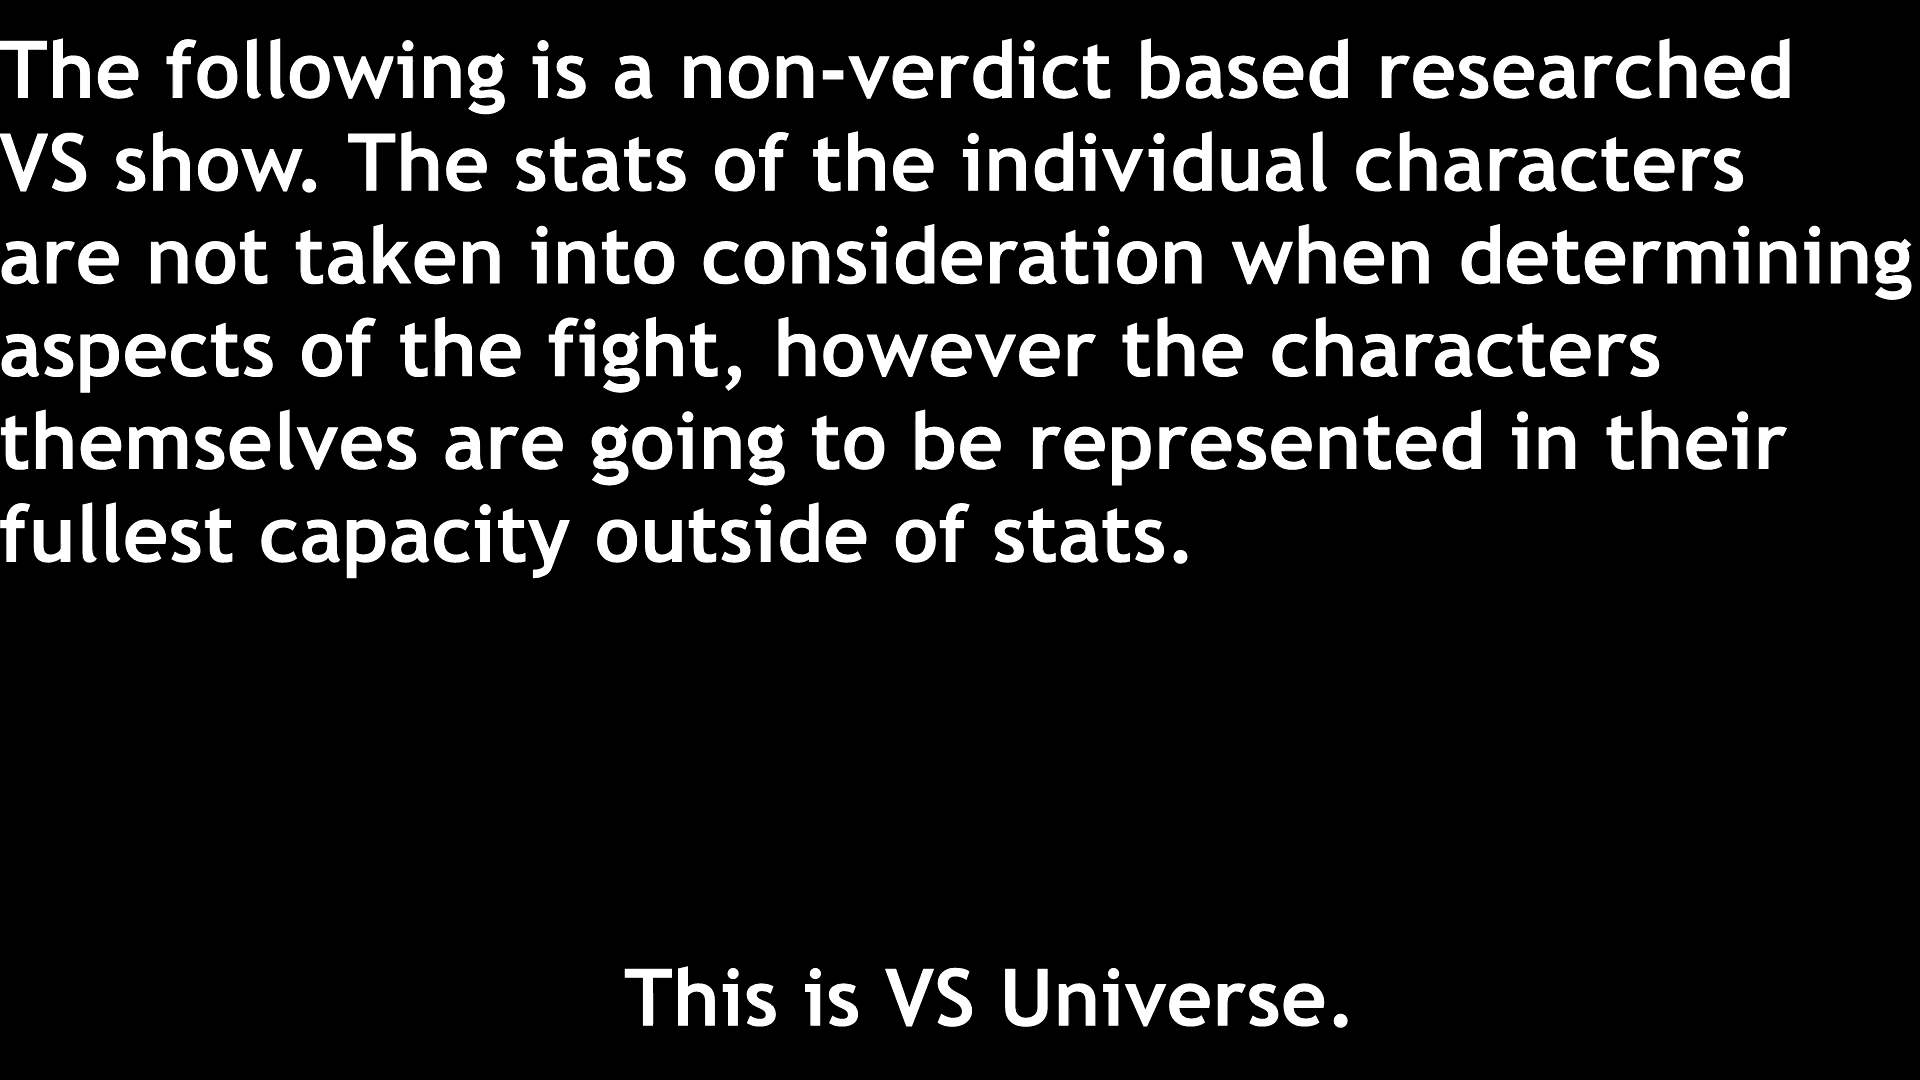 The following is a non-verdict based researched
VS show. The stats of the individual characters
are not taken into consideration when determining
aspects of the fight, however the characters
themselves are going to be represented in their
fullest capacity outside of stats.
This is VS Universe.